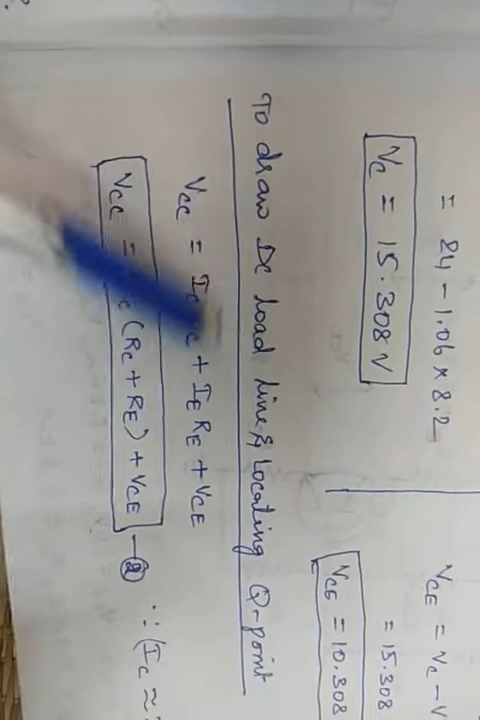 = 24 - 1.06 × 8.2
VC = 15.308 V
VCE = VC - V
= 15.308
VCE = 10.308
To draw DC load line & locating Q-point
VCC = IC + IE RE + VCE
VCC = C (RC + RE) + VCE - ②
∵ (IC ≈